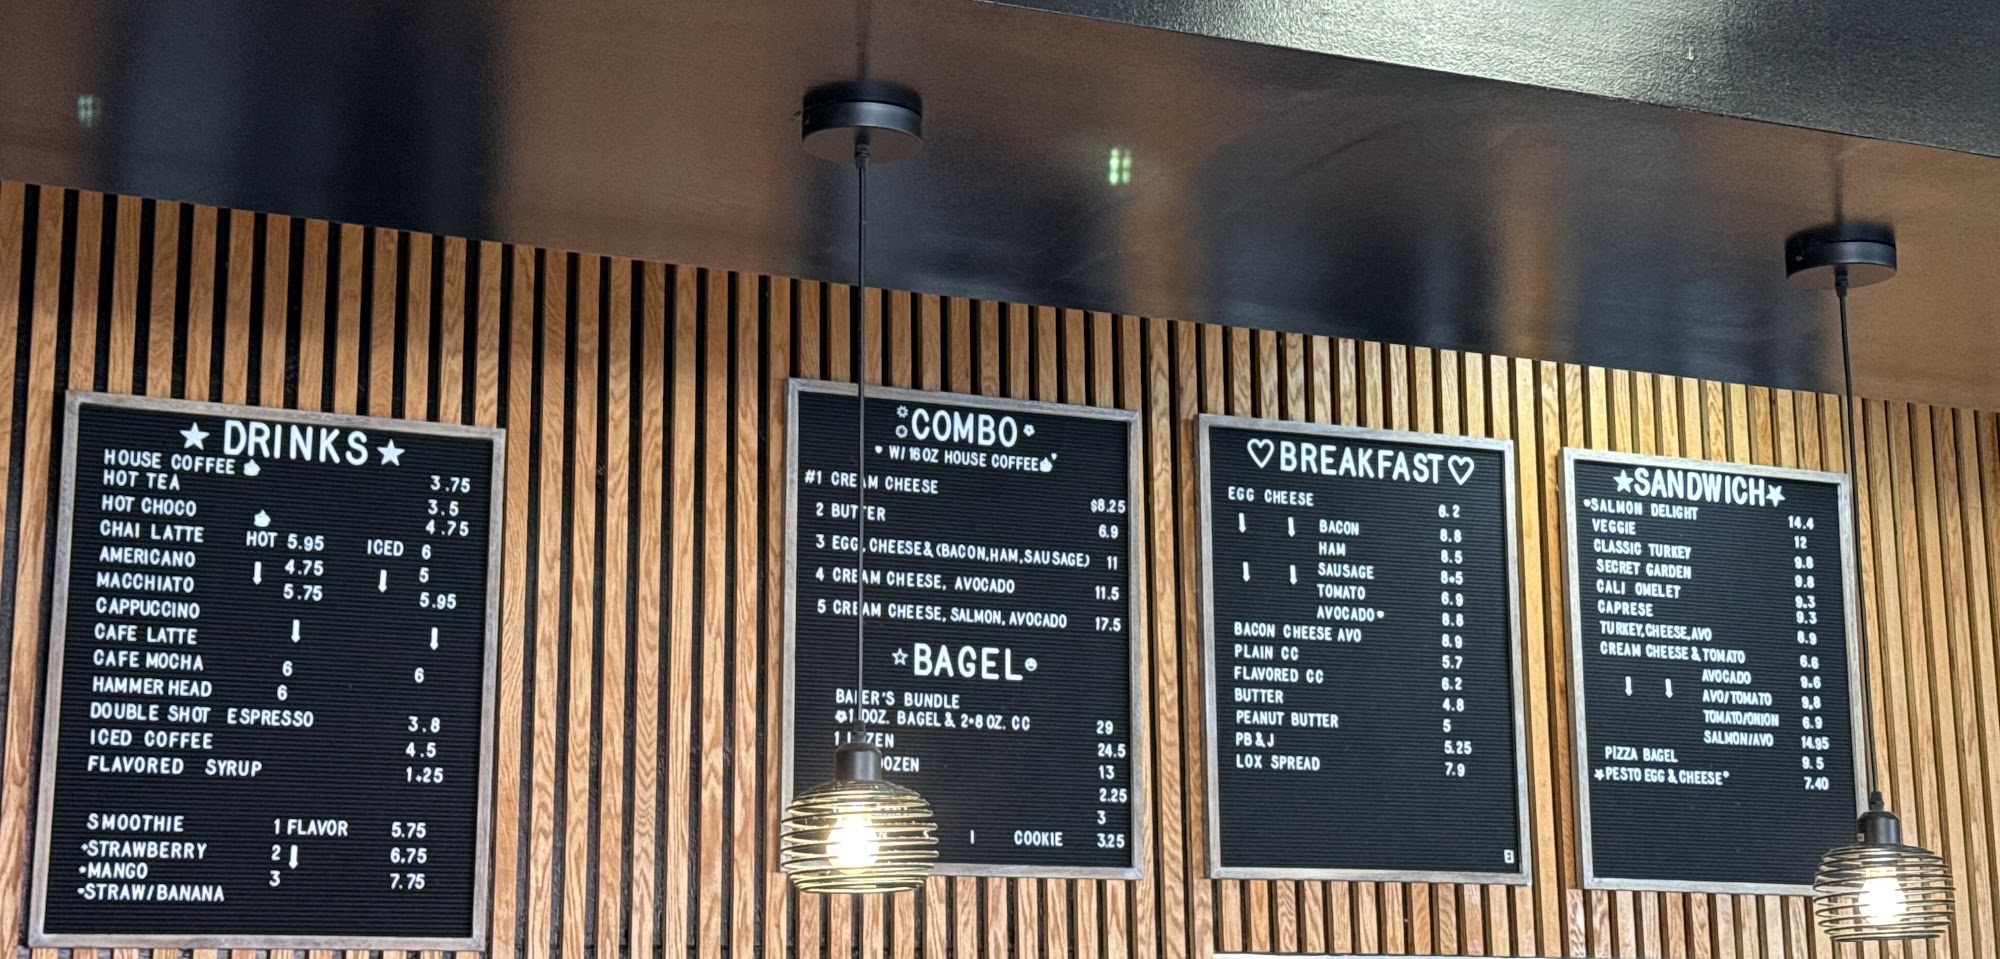 DRINKS
HOUSE COFFEE 3.75
HOT TEA 3.5
HOT CHOCO 4.75
CHAI LATTE HOT 5.95 ICED 6
AMERICANO 4.75 5
MACCHIATO 5.75 5.95
CAPPUCCINO
CAFE LATTE
CAFE MOCHA 6 6
HAMMER HEAD 6
DOUBLE SHOT ESPRESSO 3.8
ICED COFFEE 4.5
FLAVORED SYRUP 1.25
SMOOTHIE 1 FLAVOR 5.75
STRAWBERRY 2 6.75
MANGO 3 7.75
STRAW/BANANA
COMBO
W/ 16 OZ HOUSE COFFEE
#1 CREAM CHEESE $8.25
2 BUTTER 6.9
3 EGG, CHEESE & (BACON, HAM, SAUSAGE) 11
4 CREAM CHEESE, AVOCADO 11.5
5 CREAM CHEESE, SALMON, AVOCADO 17.5
BAGEL
BAKER'S BUNDLE
1 DOZ. BAGEL & 2-8 OZ. CC 29
1 DOZEN 24.5
DOZEN 13
2.25
3
COOKIE 3.25
BREAKFAST
EGG CHEESE 6.2
BACON 8.8
HAM 8.5
SAUSAGE 8.5
TOMATO 6.9
AVOCADO 8.8
BACON CHEESE AVO 8.9
PLAIN CC 5.7
FLAVORED CC 6.2
BUTTER 4.8
PEANUT BUTTER 5
PB & J 5.25
LOX SPREAD 7.9
SANDWICH
SALMON DELIGHT 14.4
VEGGIE 12
CLASSIC TURKEY 9.8
SECRET GARDEN 9.8
CALI OMELET 9.3
CAPRESE 9.3
TURKEY, CHEESE, AVO 8.9
CREAM CHEESE & TOMATO 6.6
AVOCADO 9.6
AVO/TOMATO 9.8
TOMATO/ONION 6.9
SALMON/AVO 14.95
PIZZA BAGEL 9.5
PESTO EGG & CHEESE 7.40